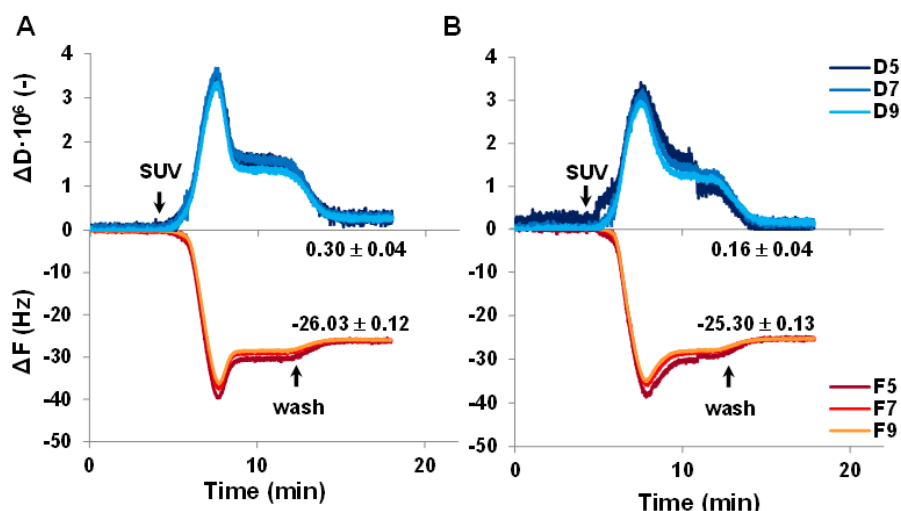 A
B
ΔD·10⁶ (-)
4
3
2
1
0
SUV
0.30 ± 0.04
4
3
2
1
0
SUV
0.16 ± 0.04
D5
D7
D9
ΔF (Hz)
-10
-20
-30
-40
-50
-26.03 ± 0.12
wash
0 10 20
Time (min)
-10
-20
-30
-40
-50
-25.30 ± 0.13
wash
0 10 20
Time (min)
F5
F7
F9